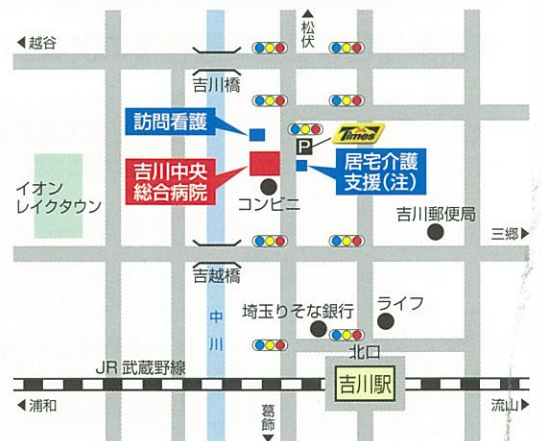 越谷
松伏
吉川橋
訪問看護
Times
P
吉川中央
総合病院
居宅介護
支援(注)
イオン
レイクタウン
コンビニ
吉川郵便局
三郷
吉越橋
中川
埼玉りそな銀行
ライフ
北口
JR武蔵野線
吉川駅
浦和
葛飾
流山